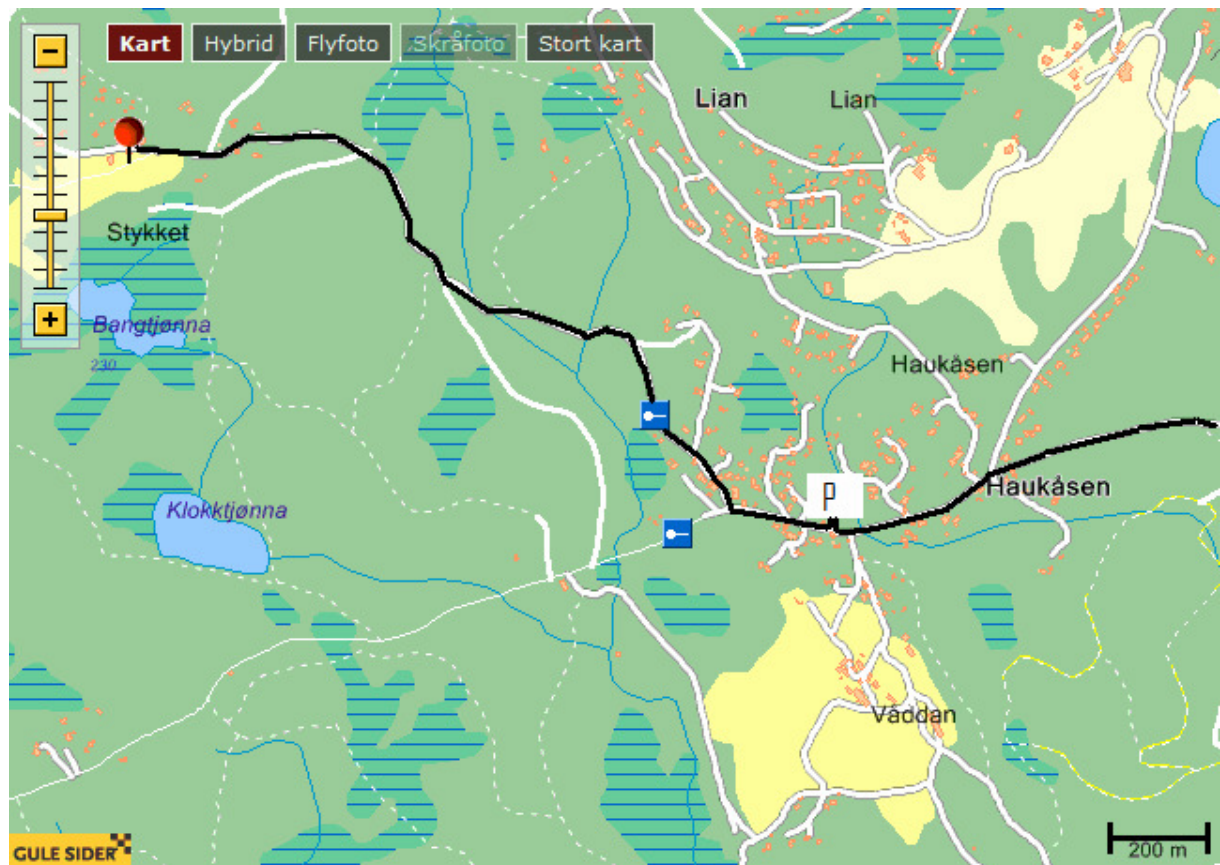 Kart Hybrid Flyfoto Skråfoto Stort kart
Lian Lian
Stykket
Bangtjønna
230
Haukåsen
Klokktjønna
P
Haukåsen
Våddan
GULE SIDER
200 m